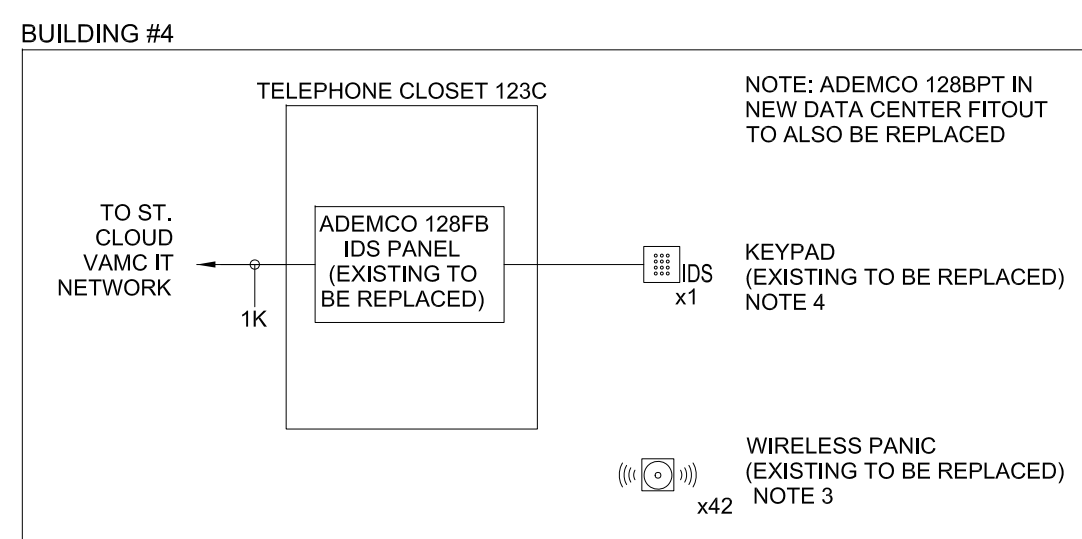 BUILDING #4
TELEPHONE CLOSET 123C
NOTE: ADEMCO 128BPT IN
NEW DATA CENTER FITOUT
TO ALSO BE REPLACED
TO ST.
CLOUD
VAMC IT
NETWORK
1K
ADEMCO 128FB
IDS PANEL
(EXISTING TO
BE REPLACED)
IDS
x1
KEYPAD
(EXISTING TO BE REPLACED)
NOTE 4
x42
WIRELESS PANIC
(EXISTING TO BE REPLACED)
NOTE 3